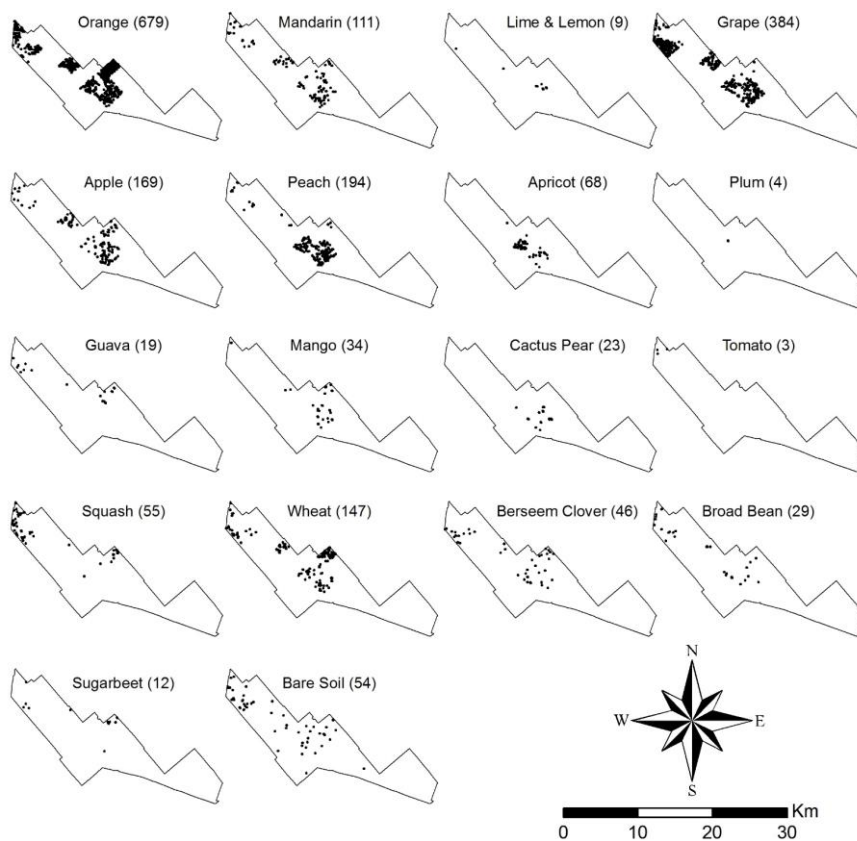 Orange (679) Mandarin (111) Lime & Lemon (9) Grape (384)
Apple (169) Peach (194) Apricot (68) Plum (4)
Guava (19) Mango (34) Cactus Pear (23) Tomato (3)
Squash (55) Wheat (147) Berseem Clover (46) Broad Bean (29)
Sugarbeet (12) Bare Soil (54)
N
W E
S
Km
0 10 20 30